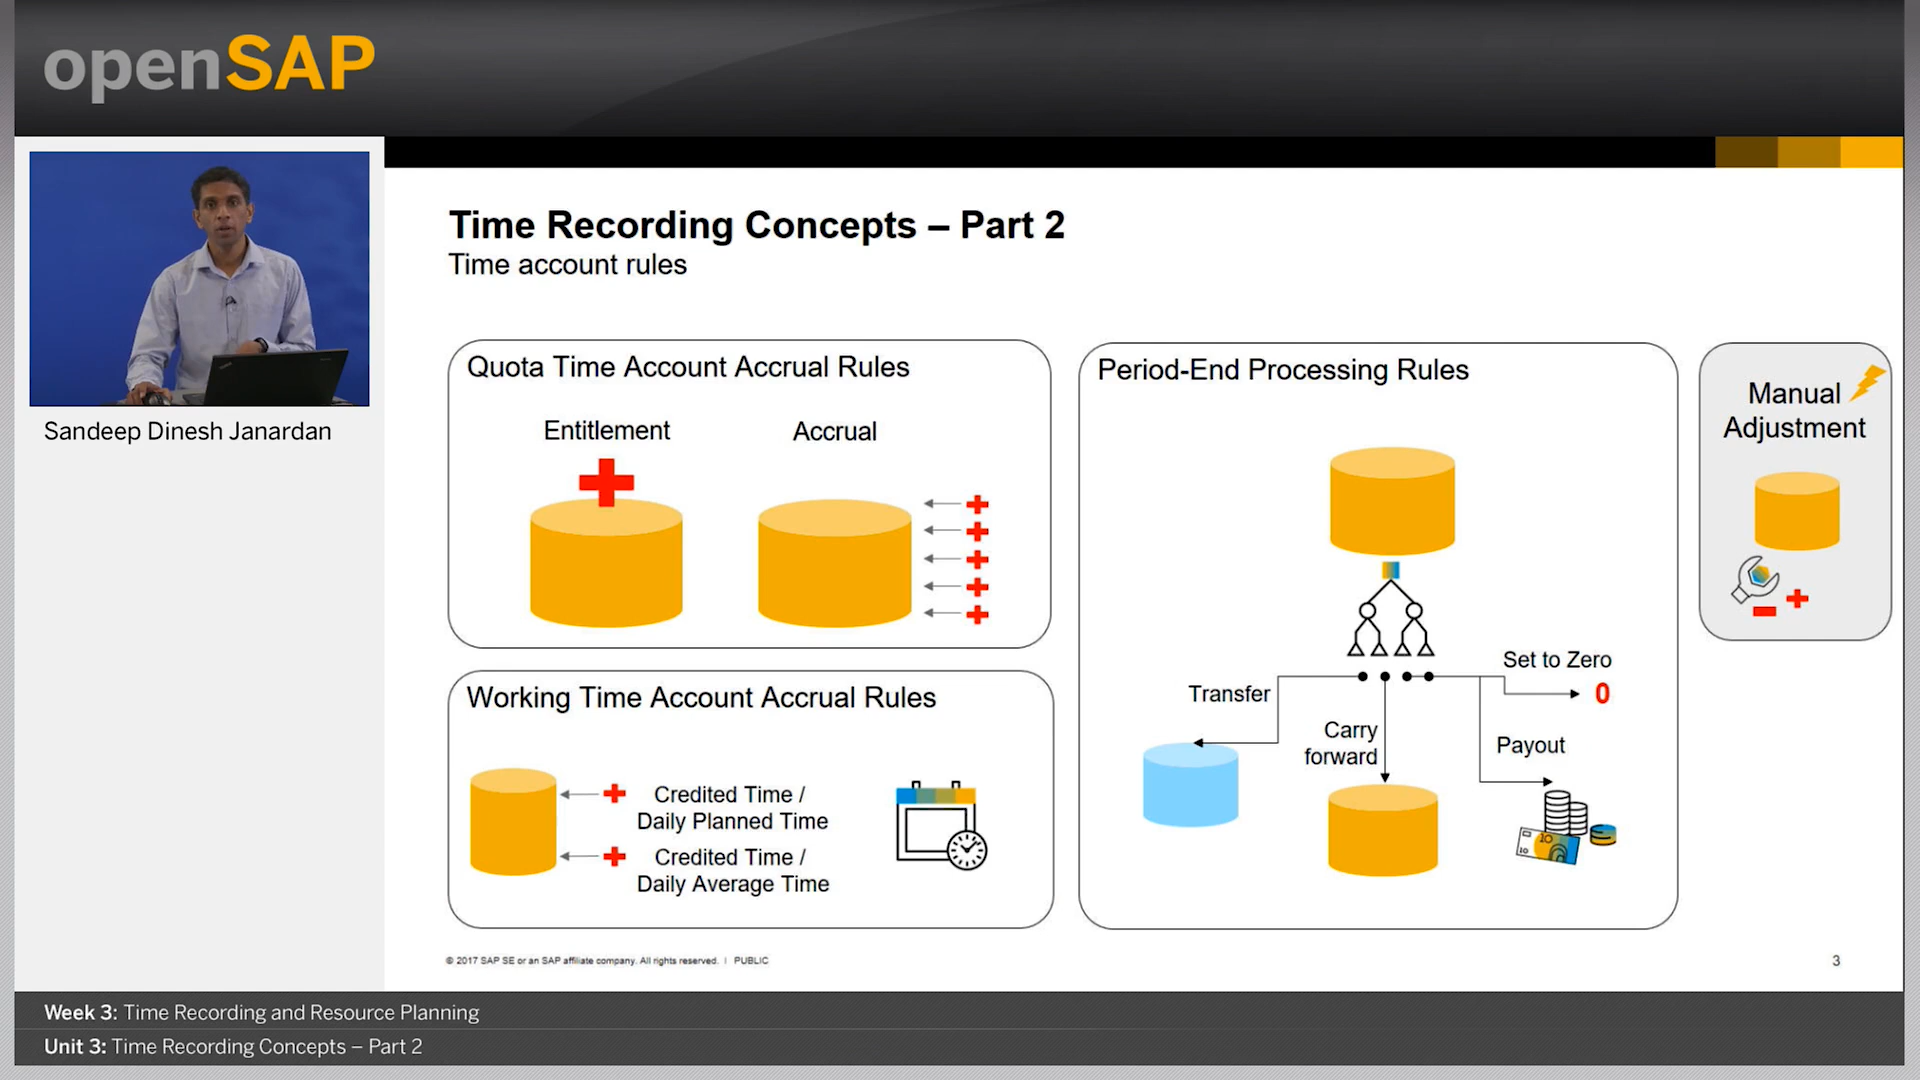 openSAP
Sandeep Dinesh Janardan
Time Recording Concepts – Part 2
Time account rules
Quota Time Account Accrual Rules
Entitlement
Accrual
Working Time Account Accrual Rules
Credited Time /
Daily Planned Time
Credited Time /
Daily Average Time
Period-End Processing Rules
Set to Zero
0
Transfer
Carry
forward
Payout
10
10
Manual
Adjustment
© 2017 SAP SE or an SAP affiliate company. All rights reserved. | PUBLIC
3
Week 3: Time Recording and Resource Planning
Unit 3: Time Recording Concepts – Part 2